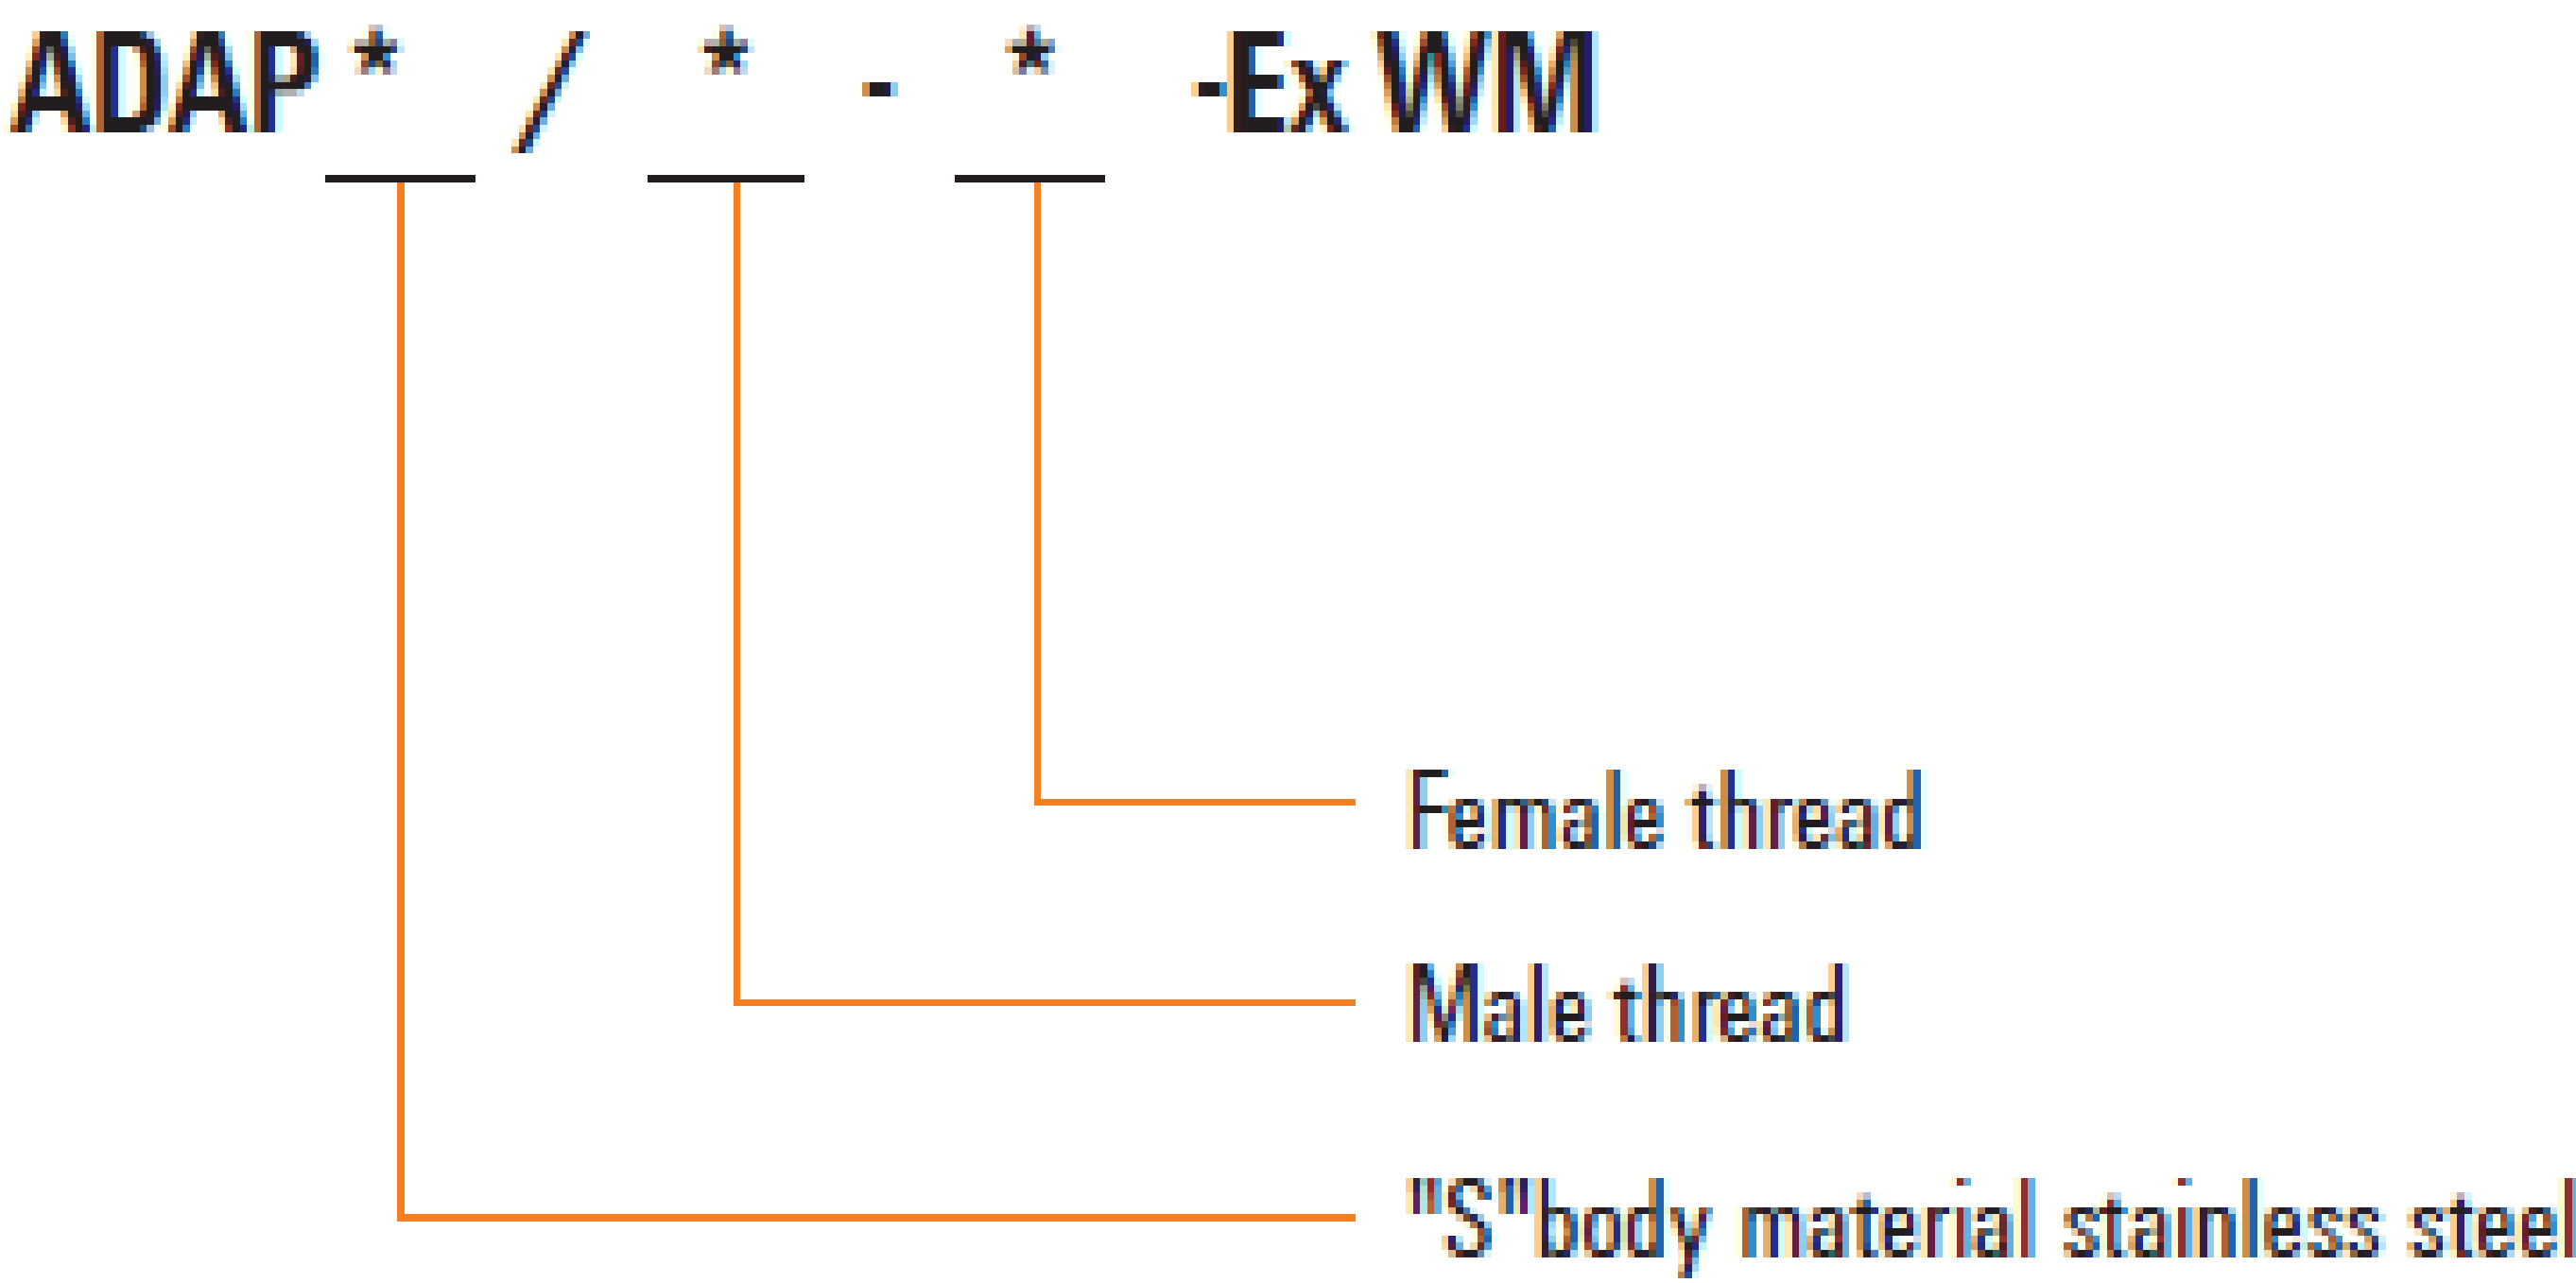 ADAP * / * - * -Ex WM
Female thread
Male thread
"S"body material stainless steel